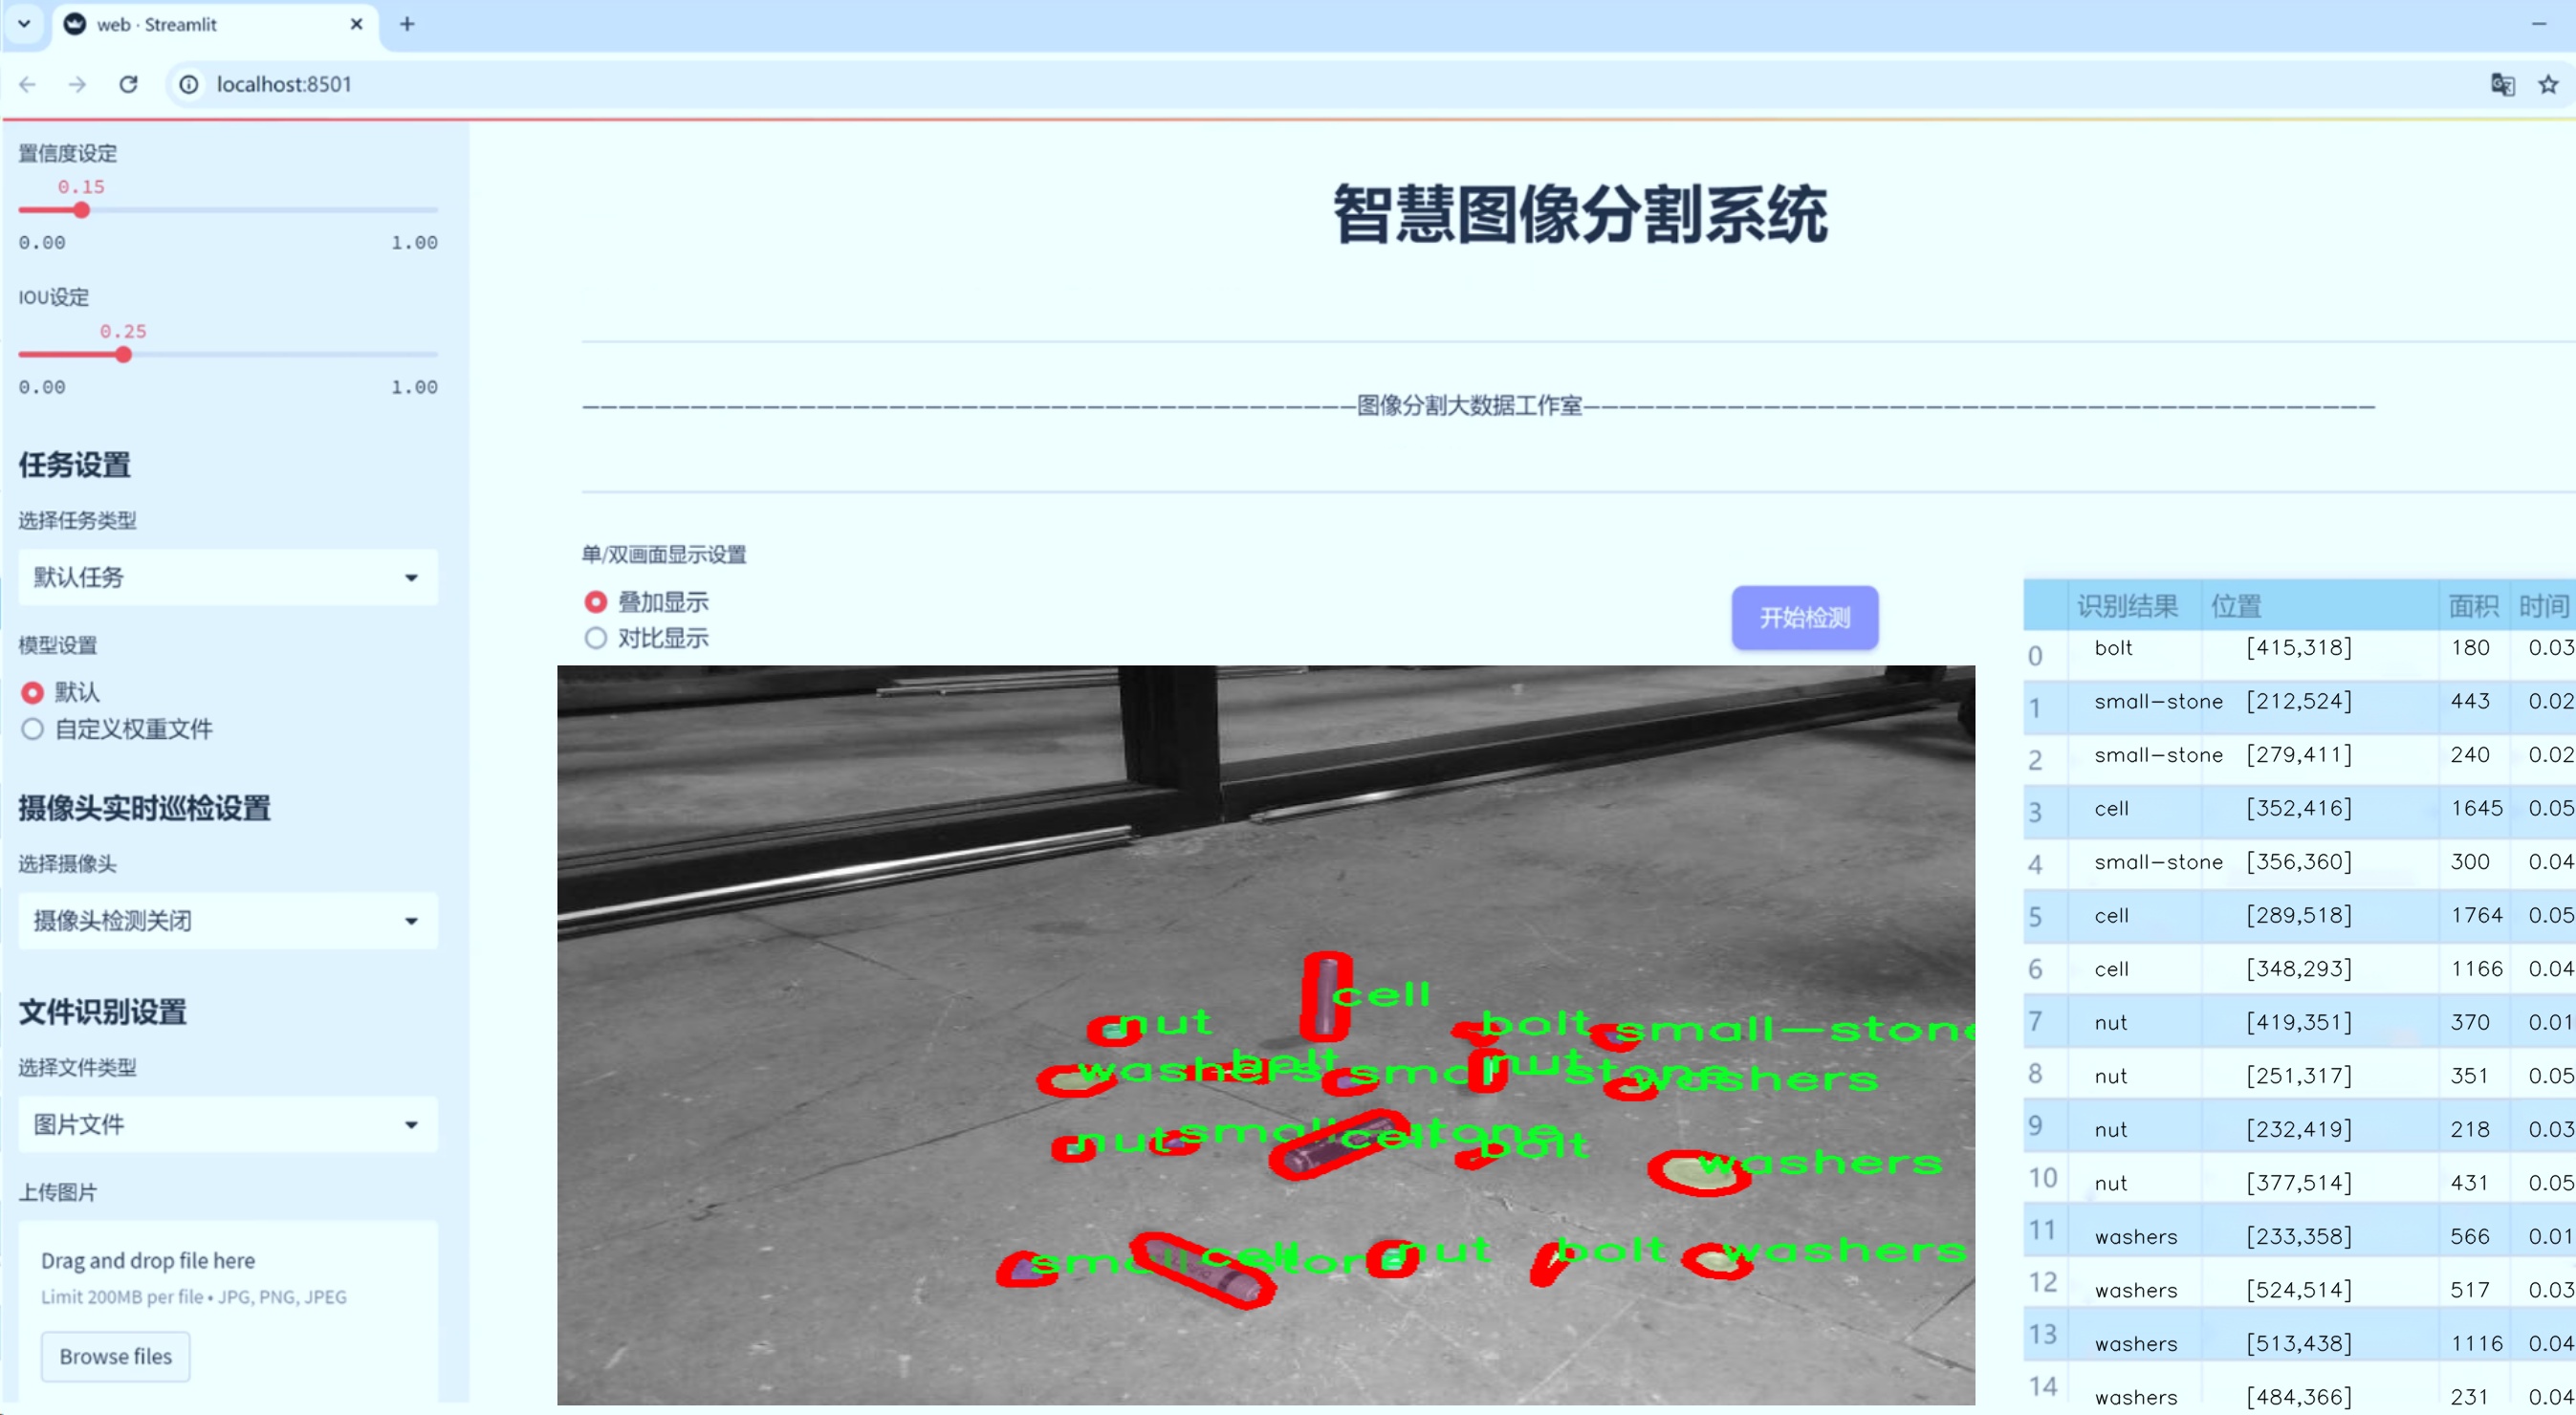 web · Streamlit
localhost:8501
置信度设定
0.15
0.00 1.00
IOU设定
0.25
0.00 1.00
任务设置
选择任务类型
默认任务
模型设置
默认
自定义权重文件
摄像头实时巡检设置
选择摄像头
摄像头检测关闭
文件识别设置
选择文件类型
图片文件
上传图片
Drag and drop file here
Limit 200MB per file • JPG, PNG, JPEG
Browse files
智慧图像分割系统
———————————————————————————————————————————图像分割大数据工作室————————————————————————————————————————————
单/双画面显示设置
叠加显示
对比显示
开始检测
cell
nut
bolt
small-stone
washers
bolt
small-stone
nut
washers
nut
small-stone
cell
bolt
washers
small-stone
cell
nut
bolt
washers
识别结果 位置 面积 时间
0 bolt [415,318] 180 0.03
1 small-stone [212,524] 443 0.02
2 small-stone [279,411] 240 0.02
3 cell [352,416] 1645 0.05
4 small-stone [356,360] 300 0.04
5 cell [289,518] 1764 0.05
6 cell [348,293] 1166 0.04
7 nut [419,351] 370 0.01
8 nut [251,317] 351 0.05
9 nut [232,419] 218 0.03
10 nut [377,514] 431 0.05
11 washers [233,358] 566 0.01
12 washers [524,514] 517 0.03
13 washers [513,438] 1116 0.04
14 washers [484,366] 231 0.04